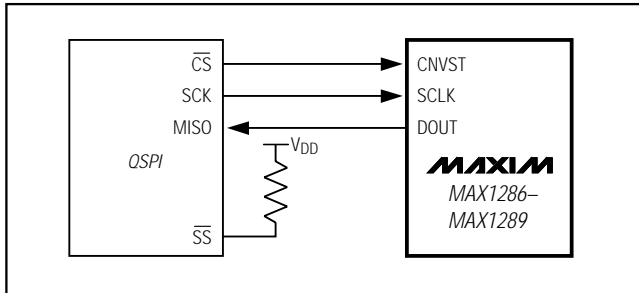 CS CNVST
SCK SCLK
MISO DOUT
VDD
QSPI
MAXIM
MAX1286–
MAX1289
SS